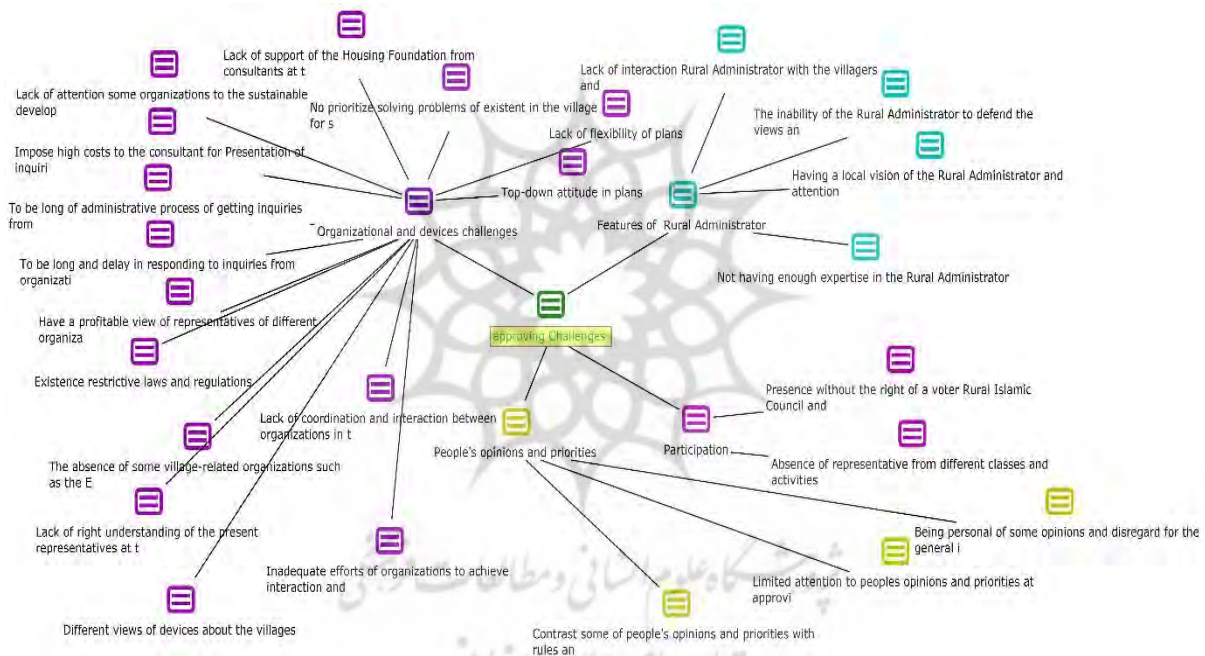 Lack of support of the Housing Foundation from
consultants at t
Lack of interaction Rural Administrator with the villagers
and
Lack of attention some organizations to the sustainable
develop
No prioritize solving problems of existent in the village
for s
The inability of the Rural Administrator to defend the
views an
Lack of flexibility of plans
Impose high costs to the consultant for Presentation of
inquiri
Having a local vision of the Rural Administrator and
attention
Top-down attitude in plans
To be long of administrative process of getting inquiries
from
Organizational and devices challenges
Features of Rural Administrator
To be long and delay in responding to inquiries from
organizati
Not having enough expertise in the Rural Administrator
Have a profitable view of representatives of different
organiza
approving Challenges
Existence restrictive laws and regulations
Presence without the right of a voter Rural Islamic
Council and
Lack of coordination and interaction between
organizations in t
People's opinions and priorities
Participation
The absence of some village-related organizations such
as the E
Absence of representative from different classes and
activities
Lack of right understanding of the present
representatives at t
Being personal of some opinions and disregard for the
general i
Inadequate efforts of organizations to achieve
interaction and
Limited attention to peoples opinions and priorities at
approvi
Different views of devices about the villages
Contrast some of people's opinions and priorities with
rules an
پژوهشگاه علوم انسانی و مطالعات فرهنگی